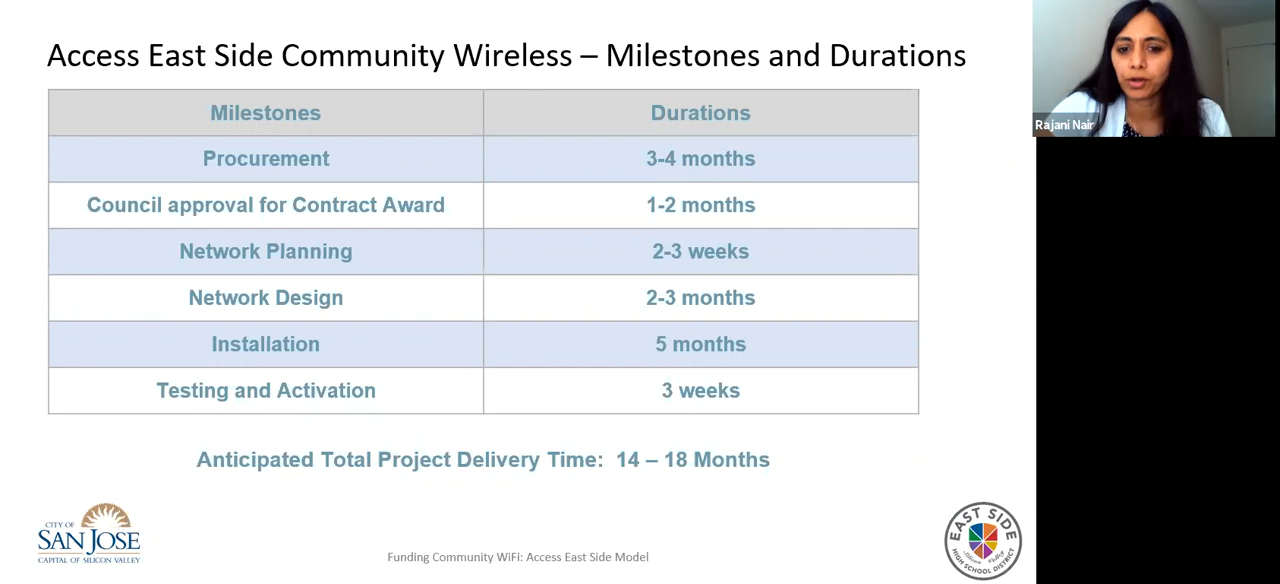 Access East Side Community Wireless – Milestones and Durations
Rajani Nair
Milestones Durations
Procurement 3-4 months
Council approval for Contract Award 1-2 months
Network Planning 2-3 weeks
Network Design 2-3 months
Installation 5 months
Testing and Activation 3 weeks
Anticipated Total Project Delivery Time: 14 – 18 Months
CITY OF
SAN JOSE
CAPITAL OF SILICON VALLEY
Funding Community WiFi: Access East Side Model
EAST SIDE
HIGH SCHOOL DISTRICT